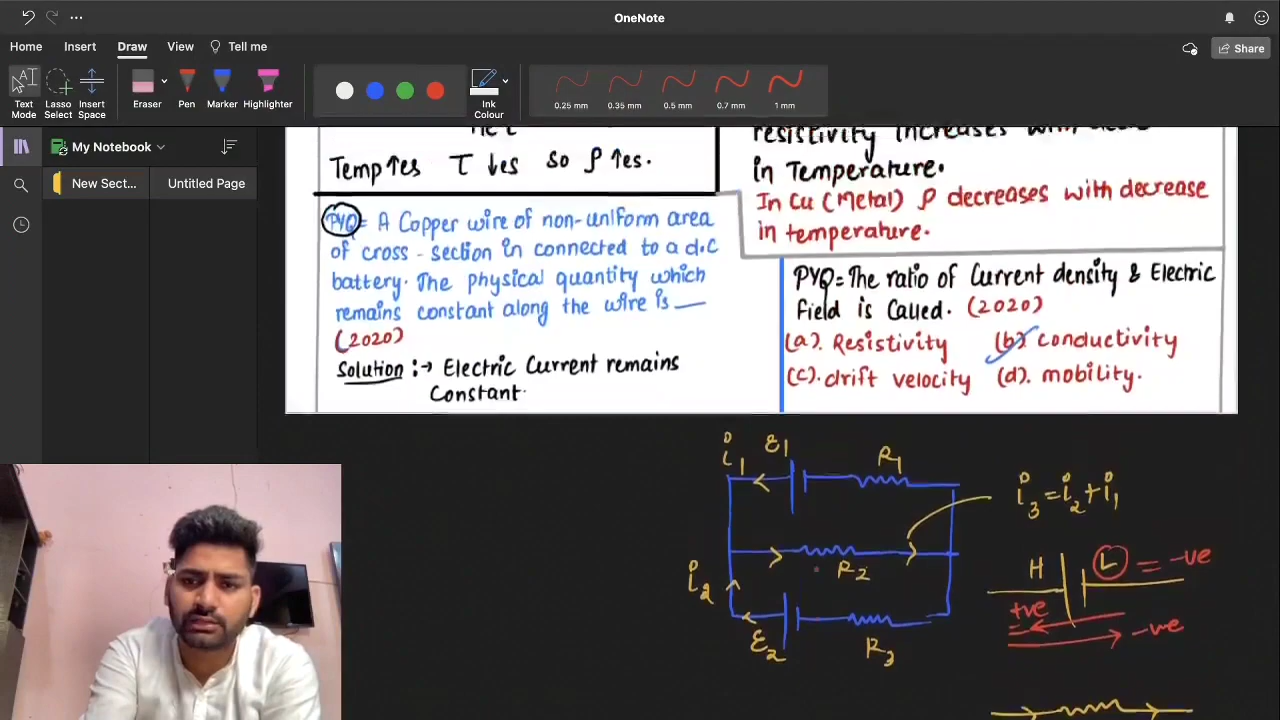 OneNote
Home Insert Draw View Tell me
Share
Text Mode
Lasso Select
Insert Space
Eraser
Pen
Marker
Highlighter
Ink Colour
0.25 mm 0.35 mm 0.5 mm 0.7 mm 1 mm
My Notebook
New Sect...
Untitled Page
Temp ↑es τ ↓es so ρ ↑es.
PYQ= A Copper wire of non-uniform area
of cross-section in connected to a d.C
battery. The physical quantity which
remains constant along the wire is __
(2020)
Solution :→ Electric Current remains
Constant.
resistivity increases with
in Temperature.
In Cu (Metal) ρ decreases with decrease
in temperature.
PYQ= The ratio of Current density & Electric
Field is Called. (2020)
(a). Resistivity (b). conductivity
(c). drift velocity (d). mobility.
i1 ε1 R1
i3 = i2 + i1
R2
i2
ε2 R3
H L = -ve
+ve
-ve